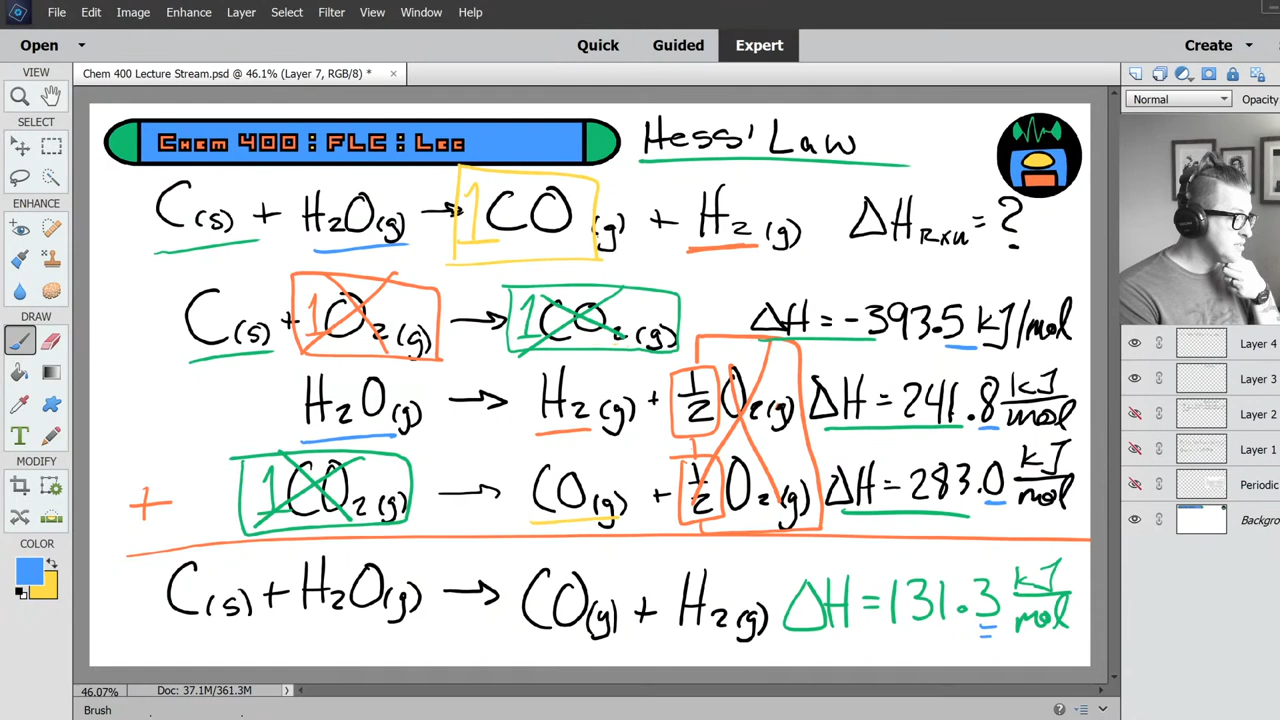 File Edit Image Enhance Layer Select Filter View Window Help
Open Quick Guided Expert Create
Chem 400 Lecture Stream.psd @ 46.1% (Layer 7, RGB/8) * ×
VIEW
SELECT
ENHANCE
DRAW
T
MODIFY
COLOR
Chem 400 : FLC : Lec Hess' Law
C(s) + H₂O(g) → 1CO(g) + H₂(g) ΔHRxn = ?
C(s) + 1O₂(g) → 1CO₂(g) ΔH = -393.5 kJ/mol
H₂O(g) → H₂(g) + 1/2 O₂(g) ΔH = 241.8 kJ/mol
+ 1CO₂(g) → CO(g) + 1/2 O₂(g) ΔH = 283.0 kJ/mol
C(s) + H₂O(g) → CO(g) + H₂(g) ΔH = 131.3 kJ/mol
Normal Opacity
Layer 4
Layer 3
Layer 2
Layer 1
Periodic
Backgro
46.07% Doc: 37.1M/361.3M
Brush